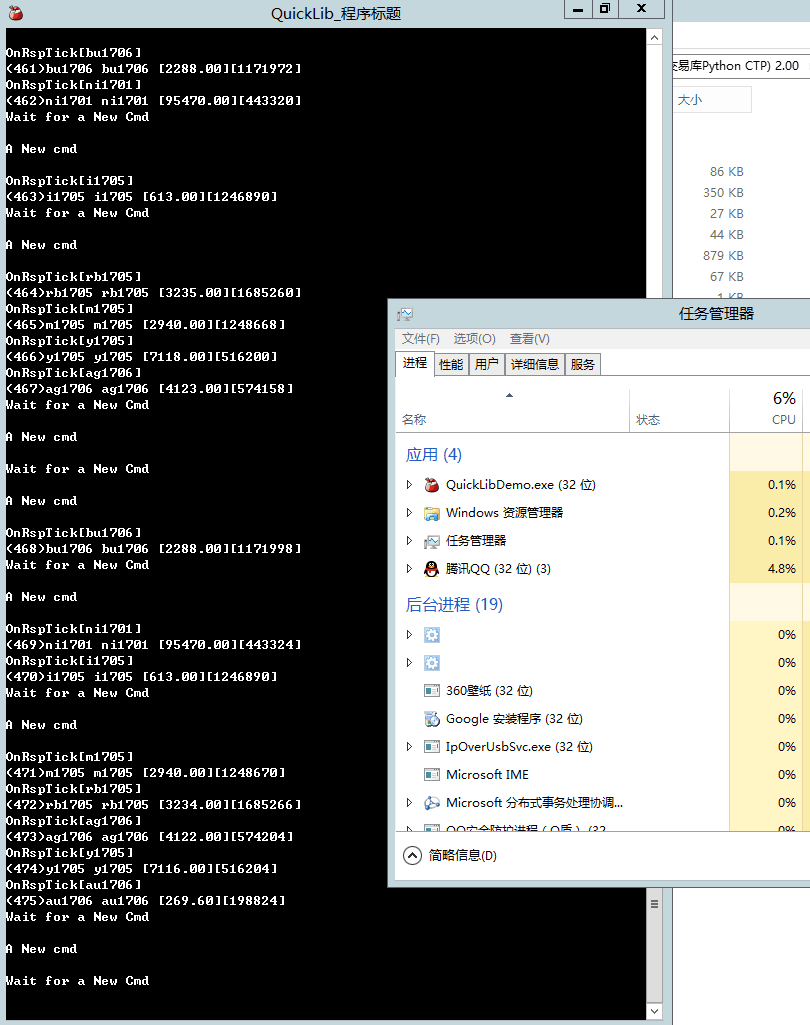 QuickLib_程序标题
OnRspTick[bu1706]
(461)bu1706 bu1706 [2288.00][1171972]
OnRspTick[ni1701]
(462)ni1701 ni1701 [95470.00][443320]
Wait for a New Cmd
A New cmd
OnRspTick[i1705]
(463)i1705 i1705 [613.00][1246890]
Wait for a New Cmd
A New cmd
OnRspTick[rb1705]
(464)rb1705 rb1705 [3235.00][1685260]
OnRspTick[m1705]
(465)m1705 m1705 [2940.00][1248668]
OnRspTick[y1705]
(466)y1705 y1705 [7118.00][516200]
OnRspTick[ag1706]
(467)ag1706 ag1706 [4123.00][574158]
Wait for a New Cmd
A New cmd
Wait for a New Cmd
A New cmd
OnRspTick[bu1706]
(468)bu1706 bu1706 [2288.00][1171998]
Wait for a New Cmd
A New cmd
OnRspTick[ni1701]
(469)ni1701 ni1701 [95470.00][443324]
OnRspTick[i1705]
(470)i1705 i1705 [613.00][1246890]
Wait for a New Cmd
A New cmd
OnRspTick[m1705]
(471)m1705 m1705 [2940.00][1248670]
OnRspTick[rb1705]
(472)rb1705 rb1705 [3234.00][1685266]
OnRspTick[ag1706]
(473)ag1706 ag1706 [4122.00][574204]
OnRspTick[y1705]
(474)y1705 y1705 [7116.00][516204]
OnRspTick[au1706]
(475)au1706 au1706 [269.60][198824]
Wait for a New Cmd
A New cmd
Wait for a New Cmd
易库Python CTP) 2.00
大小
86 KB
350 KB
27 KB
44 KB
879 KB
67 KB
1 KB
任务管理器
文件(F) 选项(O) 查看(V)
进程 性能 用户 详细信息 服务
6%
名称 状态 CPU
应用 (4)
QuickLibDemo.exe (32 位) 0.1%
Windows 资源管理器 0.2%
任务管理器 0.1%
腾讯QQ (32 位) (3) 4.8%
后台进程 (19)
0%
0%
360壁纸 (32 位) 0%
Google 安装程序 (32 位) 0%
IpOverUsbSvc.exe (32 位) 0%
Microsoft IME 0%
Microsoft 分布式事务处理协调... 0%
QQ安全防护进程 (Q盾) (32 0%
简略信息(D)